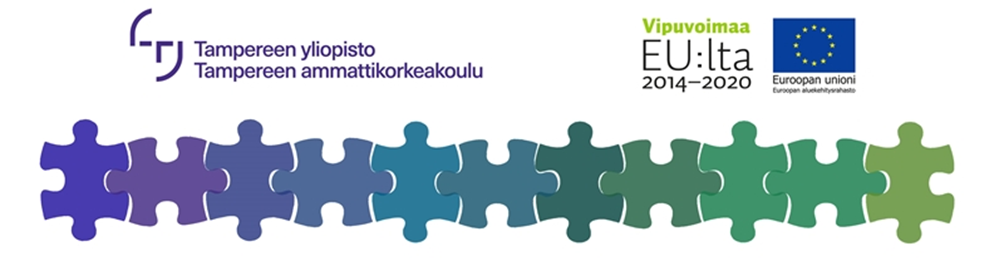 Tampereen yliopisto
Tampereen ammattikorkeakoulu
Vipuvoimaa
EU:lta
2014–2020
Euroopan unioni
Euroopan aluekehitysrahasto